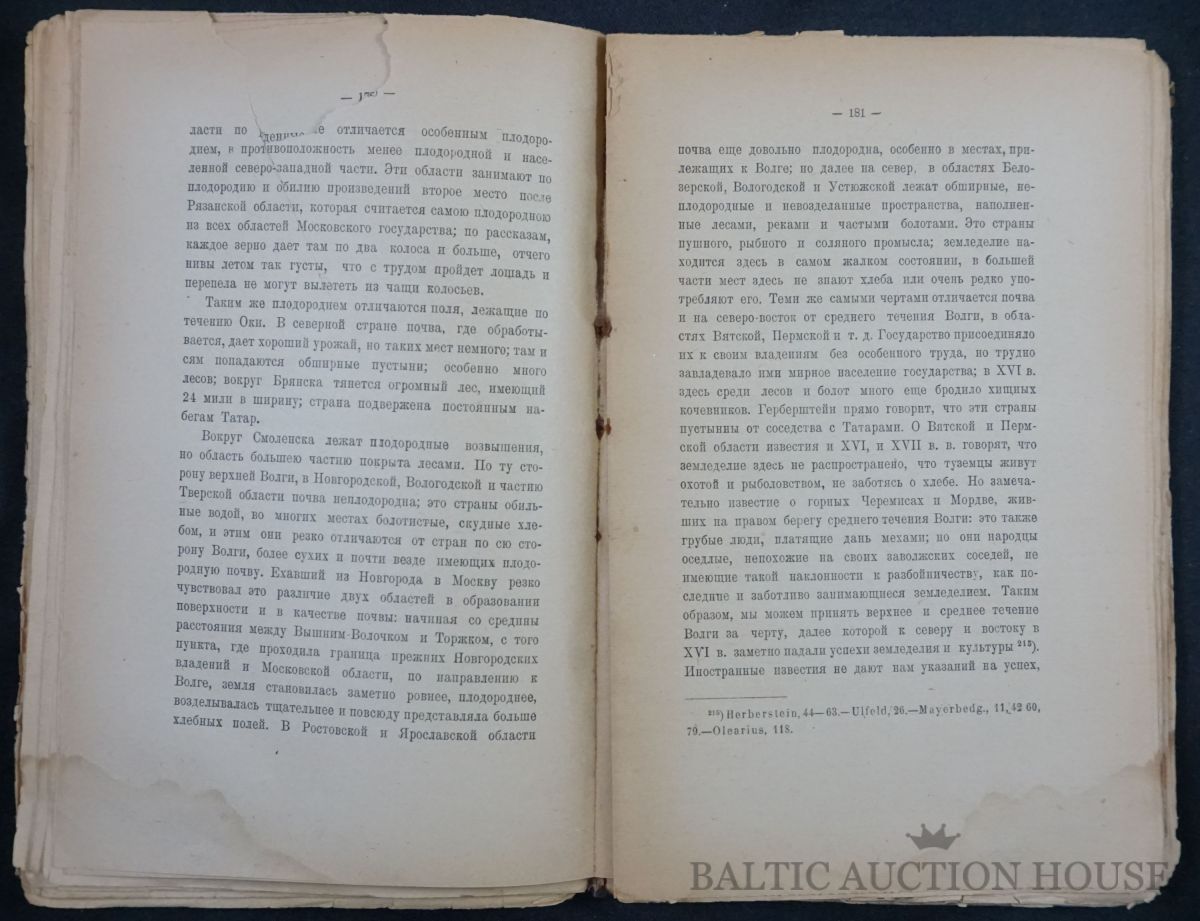 ласти по отличается особенным плодоро-
дием, в противоположность менее плодородной и насе-
ленной северо-западной части. Эти области занимают по
плодородию и обилию произведений второе место после
Рязанской области, которая считается самою плодородною
из всех областей Московского государства; по рассказам,
каждое зерно дает там по два колоса и больше, отчего
нивы летом так густы, что с трудом пройдет лошадь и
перепела не могут вылететь из чащи колосьев.
Таким же плодородием отличаются поля, лежащие по
течению Оки. В северной стране почва, где обработы-
вается, дает хороший урожай, но таких мест немного; там и
сям попадаются обширные пустыни; особенно много
лесов; вокруг Брянска тянется огромный лес, имеющий
24 мили в ширину; страна подвержена постоянным на-
бегам Татар.
Вокруг Смоленска лежат плодородные возвышения,
но область большею частию покрыта лесами. По ту сто-
рону верхней Волги, в Новгородской, Вологодской и частию
Тверской области почва неплодородна; это страны обиль-
ные водой, во многих местах болотистые, скудные хле-
бом, и этим они резко отличаются от стран по сю сто-
рону Волги, более сухих и почти везде имеющих плодо-
родную почву. Ехавший из Новгорода в Москву резко
чувствовал это различие двух областей в образовании
поверхности и в качестве почвы: начиная со средины
расстояния между Вышним-Волочком и Торжком, с того
пункта, где проходила граница прежних Новгородских
владений и Московской области, по направлению к
Волге, земля становилась заметно ровнее, плодороднее,
возделывалась тщательнее и повсюду представляла больше
хлебных полей. В Ростовской и Ярославской области
— 181 —
почва еще довольно плодородна, особенно в местах, при-
лежащих к Волге; но далее на север, в областях Бело-
зерской, Вологодской и Устюжской лежат обширные, не-
плодородные и невозделанные пространства, наполнен-
ные лесами, реками и частыми болотами. Это страны
пушного, рыбного и соляного промысла; земледелие на-
ходится здесь в самом жалком состоянии, в большей
части мест здесь не знают хлеба или очень редко упо-
требляют его. Теми же самыми чертами отличается почва
и на северо-восток от среднего течения Волги, в обла-
стях Вятской, Пермской и т. д. Государство присоединяло
их к своим владениям без особенного труда, но трудно
завладевало ими мирное население государства; в XVI в.
здесь среди лесов и болот много еще бродило хищных
кочевников. Герберштейн прямо говорит, что эти страны
пустынны от соседства с Татарами. О Вятской и Перм-
ской области известия и XVI, и XVII в. в. говорят, что
земледелие здесь не распространено, что туземцы живут
охотой и рыболовством, не заботясь о хлебе. Но замеча-
тельно известие о горных Черемисах и Мордве, жив-
ших на правом берегу среднего течения Волги: это также
грубые люди, платящие дань мехами; но они народцы
оседлые, непохожие на своих заволжских соседей, не
имеющие такой наклонности к разбойничеству, как по-
следние и заботливо занимающиеся земледелием. Таким
образом, мы можем принять верхнее и среднее течение
Волги за черту, далее которой к северу и востоку в
XVI в. заметно падали успехи земледелия и культуры ²¹⁵).
Иностранные известия не дают нам указаний на успех,
²¹⁵) Herberstein, 44—63.—Ulfeld, 26.—Mayerbedg., 11, 42 60,
79.—Olearius, 118.
BALTIC AUCTION HOUSE